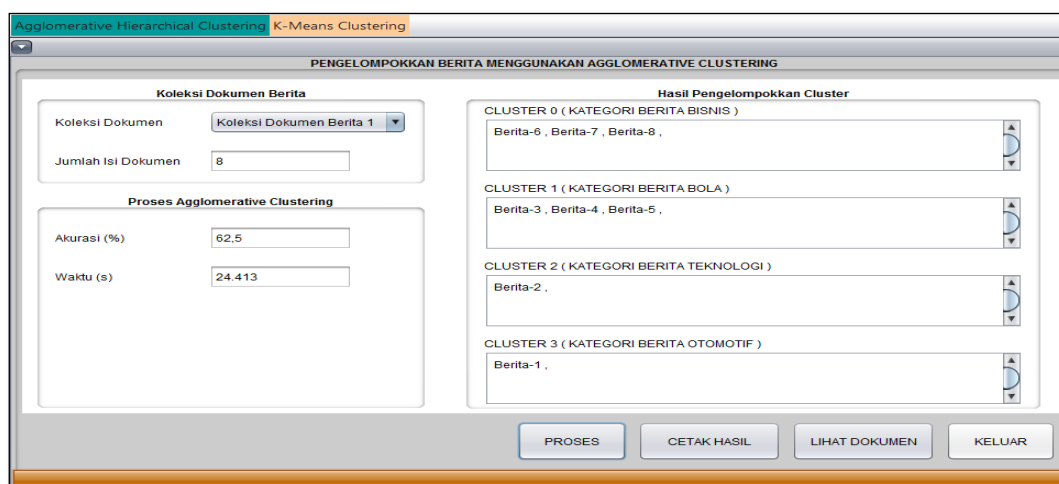 Agglomerative Hierarchical Clustering K-Means Clustering
PENGELOMPOKKAN BERITA MENGGUNAKAN AGGLOMERATIVE CLUSTERING
Koleksi Dokumen Berita
Koleksi Dokumen Koleksi Dokumen Berita 1
Jumlah Isi Dokumen 8
Proses Agglomerative Clustering
Akurasi (%) 62,5
Waktu (s) 24.413
Hasil Pengelompokkan Cluster
CLUSTER 0 ( KATEGORI BERITA BISNIS )
Berita-6 , Berita-7 , Berita-8 ,
CLUSTER 1 ( KATEGORI BERITA BOLA )
Berita-3 , Berita-4 , Berita-5 ,
CLUSTER 2 ( KATEGORI BERITA TEKNOLOGI )
Berita-2 ,
CLUSTER 3 ( KATEGORI BERITA OTOMOTIF )
Berita-1 ,
PROSES CETAK HASIL LIHAT DOKUMEN KELUAR